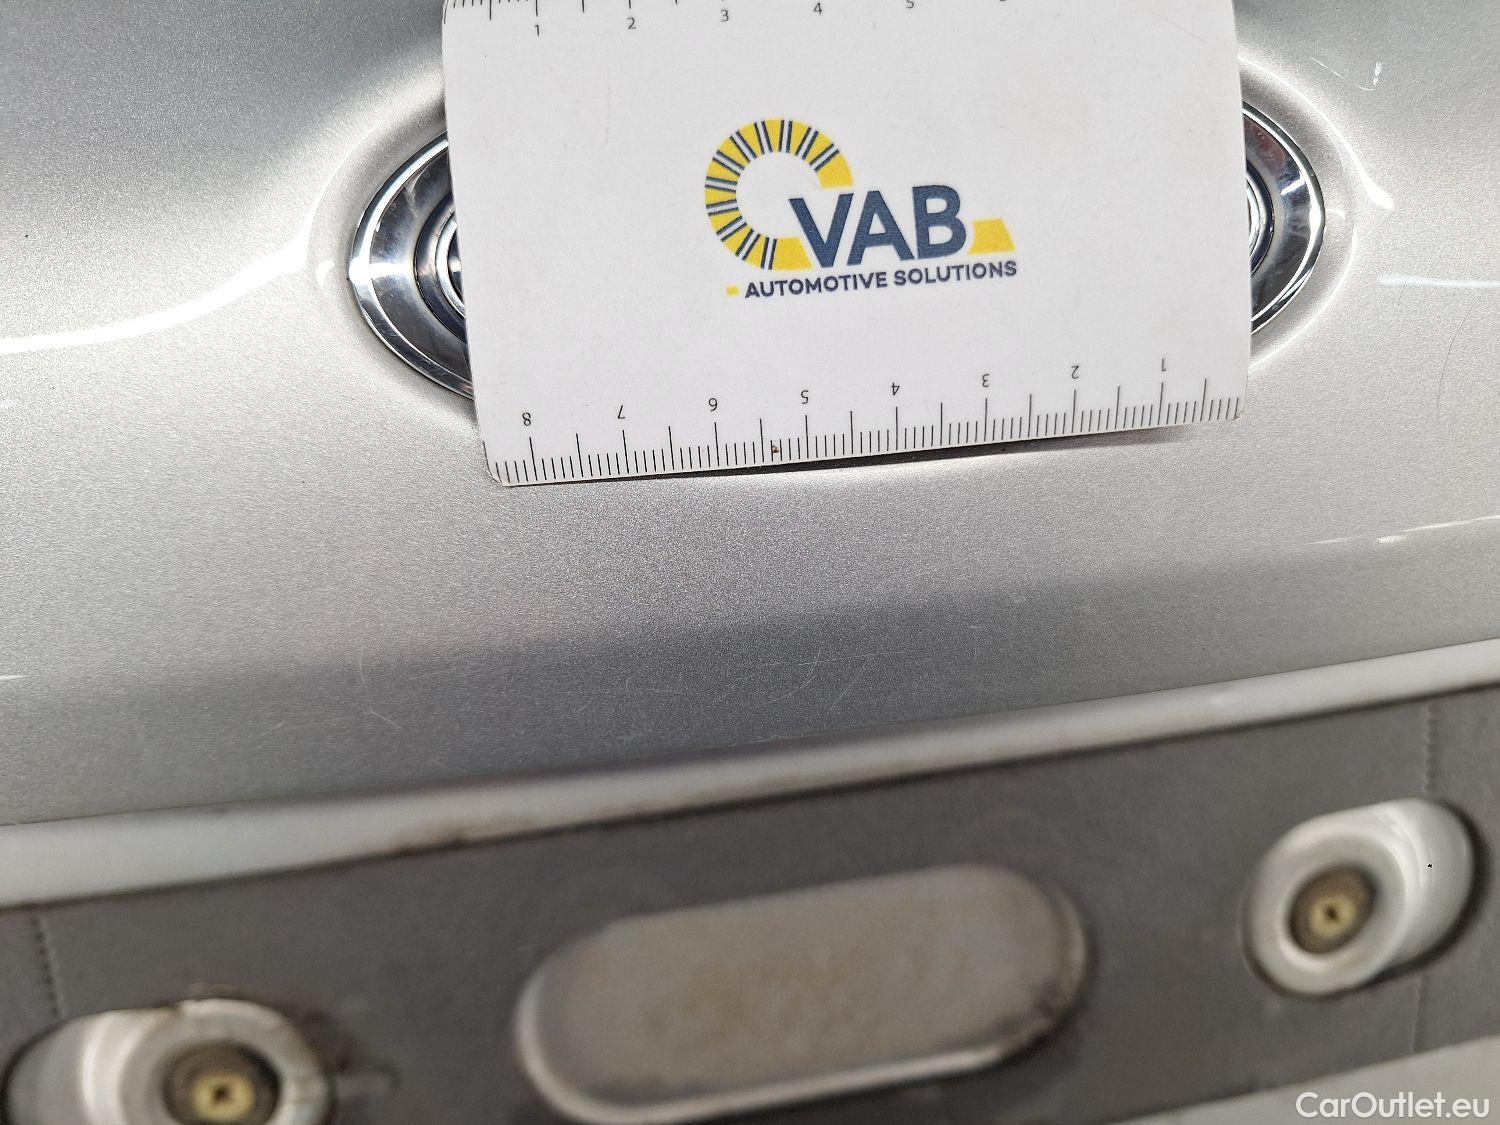 1 2 3 4 5
VAB
AUTOMOTIVE SOLUTIONS
8 7 6 5 4 3 2 1
CarOutlet.eu